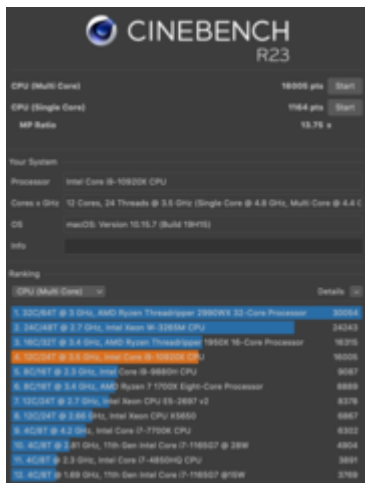 CINEBENCH
R23
CPU (Multi Core) 16005 pts Start
CPU (Single Core) 1164 pts Start
MP Ratio 13.75 x
Your System
Processor Intel Core i9-10920X CPU
Cores x GHz 12 Cores, 24 Threads @ 3.5 GHz (Single Core @ 4.8 GHz, Multi Core @ 4.4 G
OS macOS: Version 10.15.7 (Build 19H15)
Info
Ranking
CPU (Multi Core) Details
1. 32C/64T @ 3 GHz, AMD Ryzen Threadripper 2990WX 32-Core Processor 30054
2. 24C/48T @ 2.7 GHz, Intel Xeon W-3265M CPU 24243
3. 16C/32T @ 3.4 GHz, AMD Ryzen Threadripper 1950X 16-Core Processor 16315
4. 12C/24T @ 3.5 GHz, Intel Core i9-10920X CPU 16005
5. 8C/16T @ 2.3 GHz, Intel Core i9-9880H CPU 9087
6. 8C/16T @ 3.4 GHz, AMD Ryzen 7 1700X Eight-Core Processor 8889
7. 12C/24T @ 2.7 GHz, Intel Xeon CPU E5-2697 v2 8378
8. 12C/24T @ 2.66 GHz, Intel Xeon CPU X5650 6867
9. 4C/8T @ 4.2 GHz, Intel Core i7-7700K CPU 6302
10. 4C/8T @ 2.81 GHz, 11th Gen Intel Core i7-1165G7 @ 28W 4904
11. 4C/8T @ 2.3 GHz, Intel Core i7-4850HQ CPU 3891
12. 4C/8T @ 1.69 GHz, 11th Gen Intel Core i7-1165G7 @15W 3769